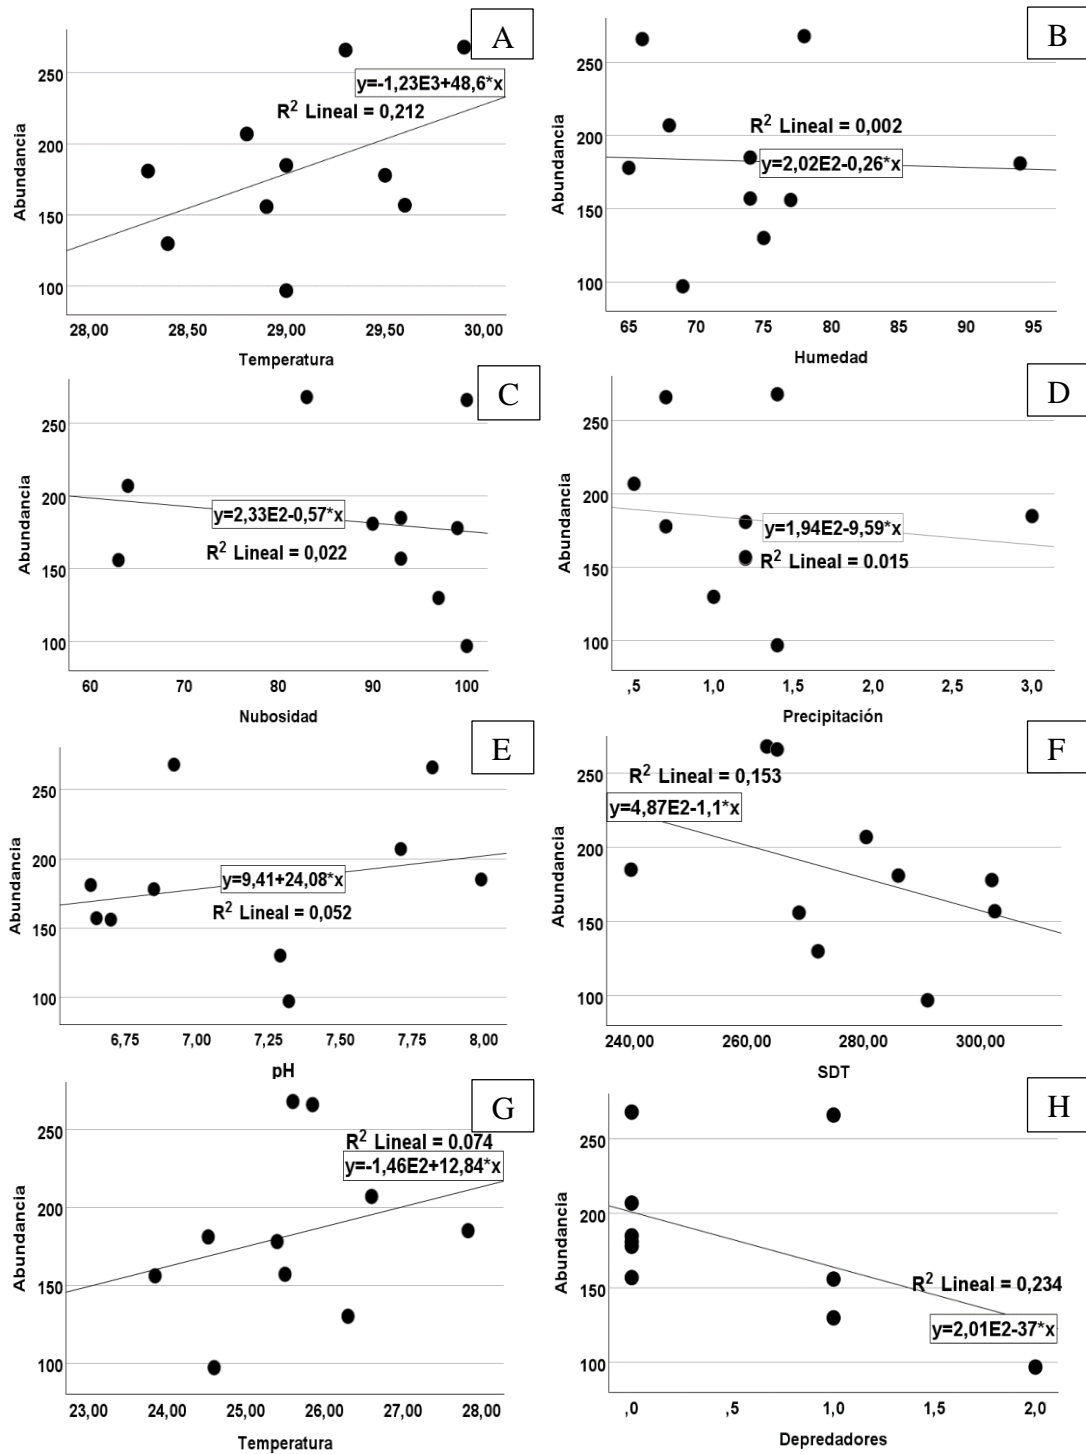 A
Abundancia
250
200
150
100
y=-1,23E3+48,6*x
R2 Lineal = 0,212
28,00 28,50 29,00 29,50 30,00
Temperatura
B
Abundancia
250
200
150
100
R2 Lineal = 0,002
y=2,02E2-0,26*x
65 70 75 80 85 90 95
Humedad
C
Abundancia
250
200
150
100
y=2,33E2-0,57*x
R2 Lineal = 0,022
60 70 80 90 100
Nubosidad
D
Abundancia
250
200
150
100
y=1,94E2-9,59*x
R2 Lineal = 0.015
,5 1,0 1,5 2,0 2,5 3,0
Precipitación
E
Abundancia
250
200
150
100
y=9,41+24,08*x
R2 Lineal = 0,052
6,75 7,00 7,25 7,50 7,75 8,00
pH
F
Abundancia
250
200
150
100
R2 Lineal = 0,153
y=4,87E2-1,1*x
240,00 260,00 280,00 300,00
SDT
G
Abundancia
250
200
150
100
R2 Lineal = 0,074
y=-1,46E2+12,84*x
23,00 24,00 25,00 26,00 27,00 28,00
Temperatura
H
Abundancia
250
200
150
100
R2 Lineal = 0,234
y=2,01E2-37*x
,0 ,5 1,0 1,5 2,0
Depredadores